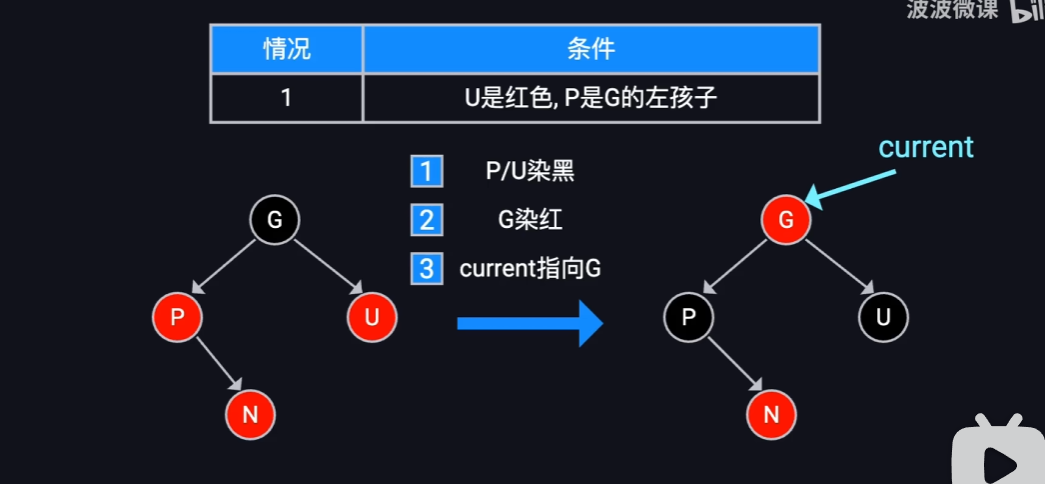 波波微课 bil
情况 条件
1 U是红色, P是G的左孩子
current
1 P/U染黑
2 G染红
3 current指向G
G
P U
N
G
P U
N